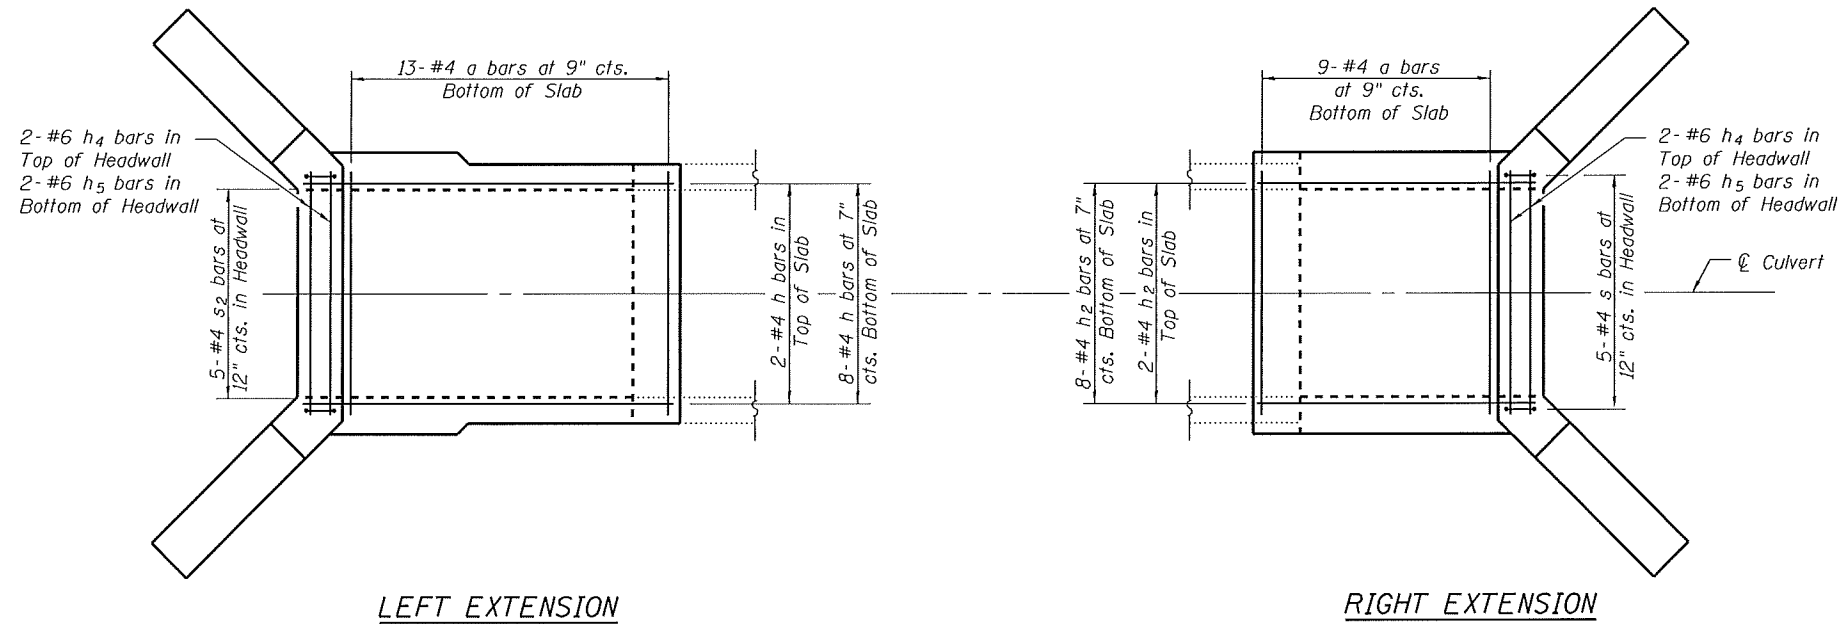 13-#4 a bars at 9" cts.
Bottom of Slab
2-#6 h4 bars in
Top of Headwall
2-#6 h5 bars in
Bottom of Headwall
5-#4 s2 bars at
12" cts. in Headwall
2-#4 h bars in
Top of Slab
8-#4 h bars at 7"
cts. Bottom of Slab
LEFT EXTENSION
9-#4 a bars
at 9" cts.
Bottom of Slab
8-#4 h2 bars at 7"
cts. Bottom of Slab
2-#4 h2 bars in
Top of Slab
5-#4 s bars at
12" cts. in Headwall
2-#6 h4 bars in
Top of Headwall
2-#6 h5 bars in
Bottom of Headwall
℄ Culvert
RIGHT EXTENSION